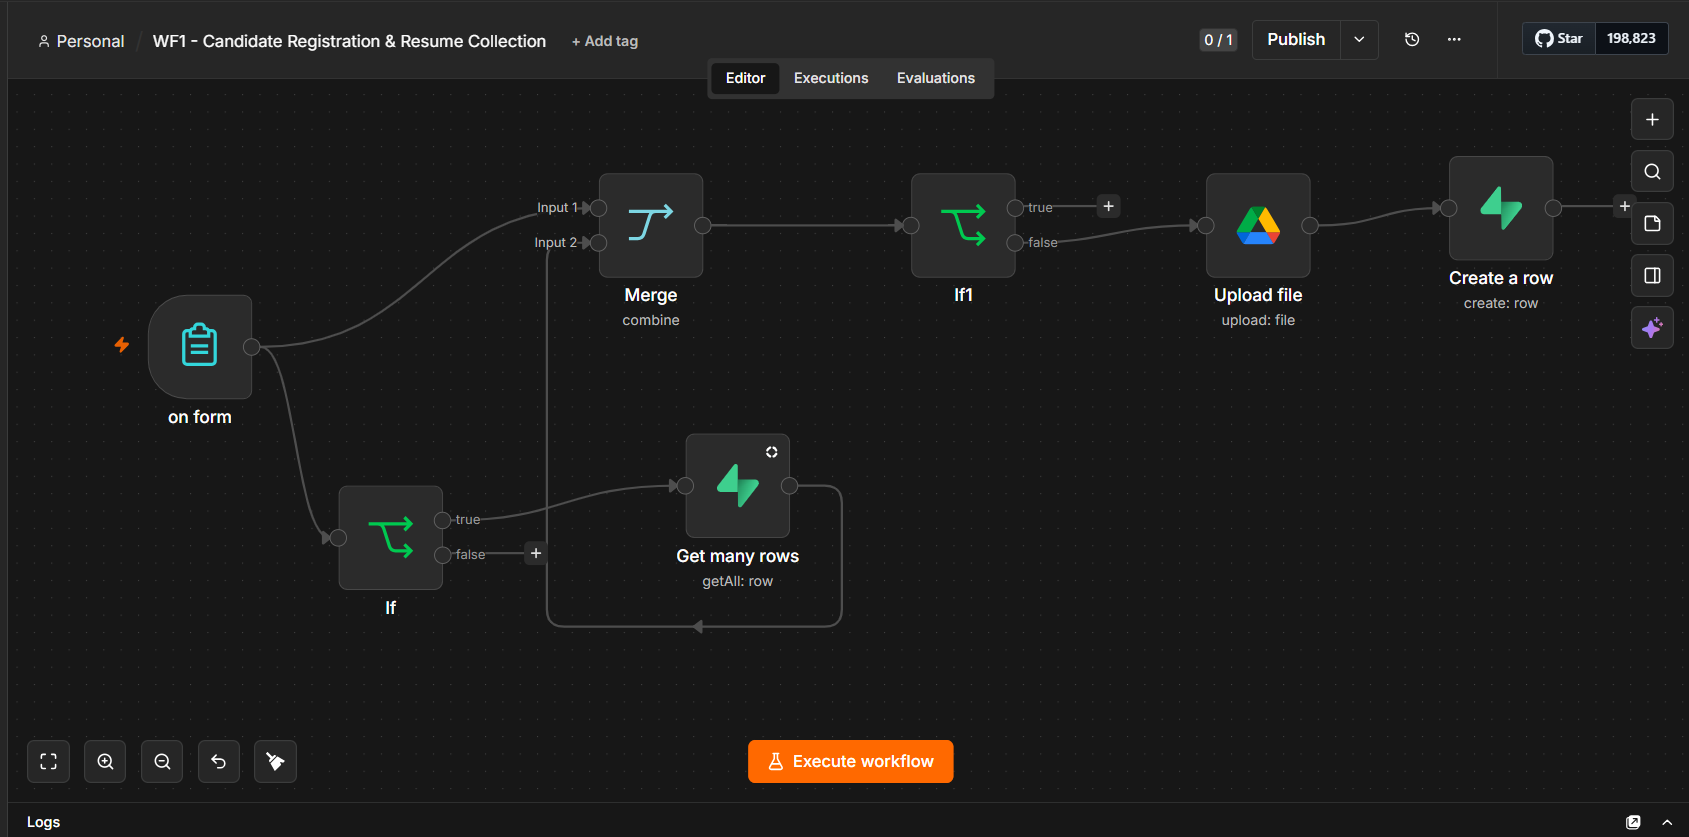 Personal / WF1 - Candidate Registration & Resume Collection + Add tag
0 / 1 Publish
Star 198,823
Editor Executions Evaluations
Input 1
Input 2
Merge
combine
true
false
If1
Upload file
upload: file
Create a row
create: row
on form
true
false
If
Get many rows
getAll: row
Execute workflow
Logs